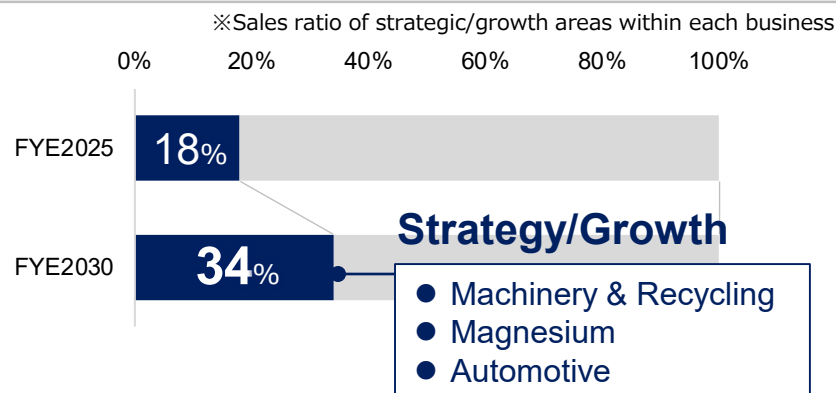 ※Sales ratio of strategic/growth areas within each business
0% 20% 40% 60% 80% 100%
FYE2025 18%
Strategy/Growth
FYE2030 34%
● Machinery & Recycling
● Magnesium
● Automotive